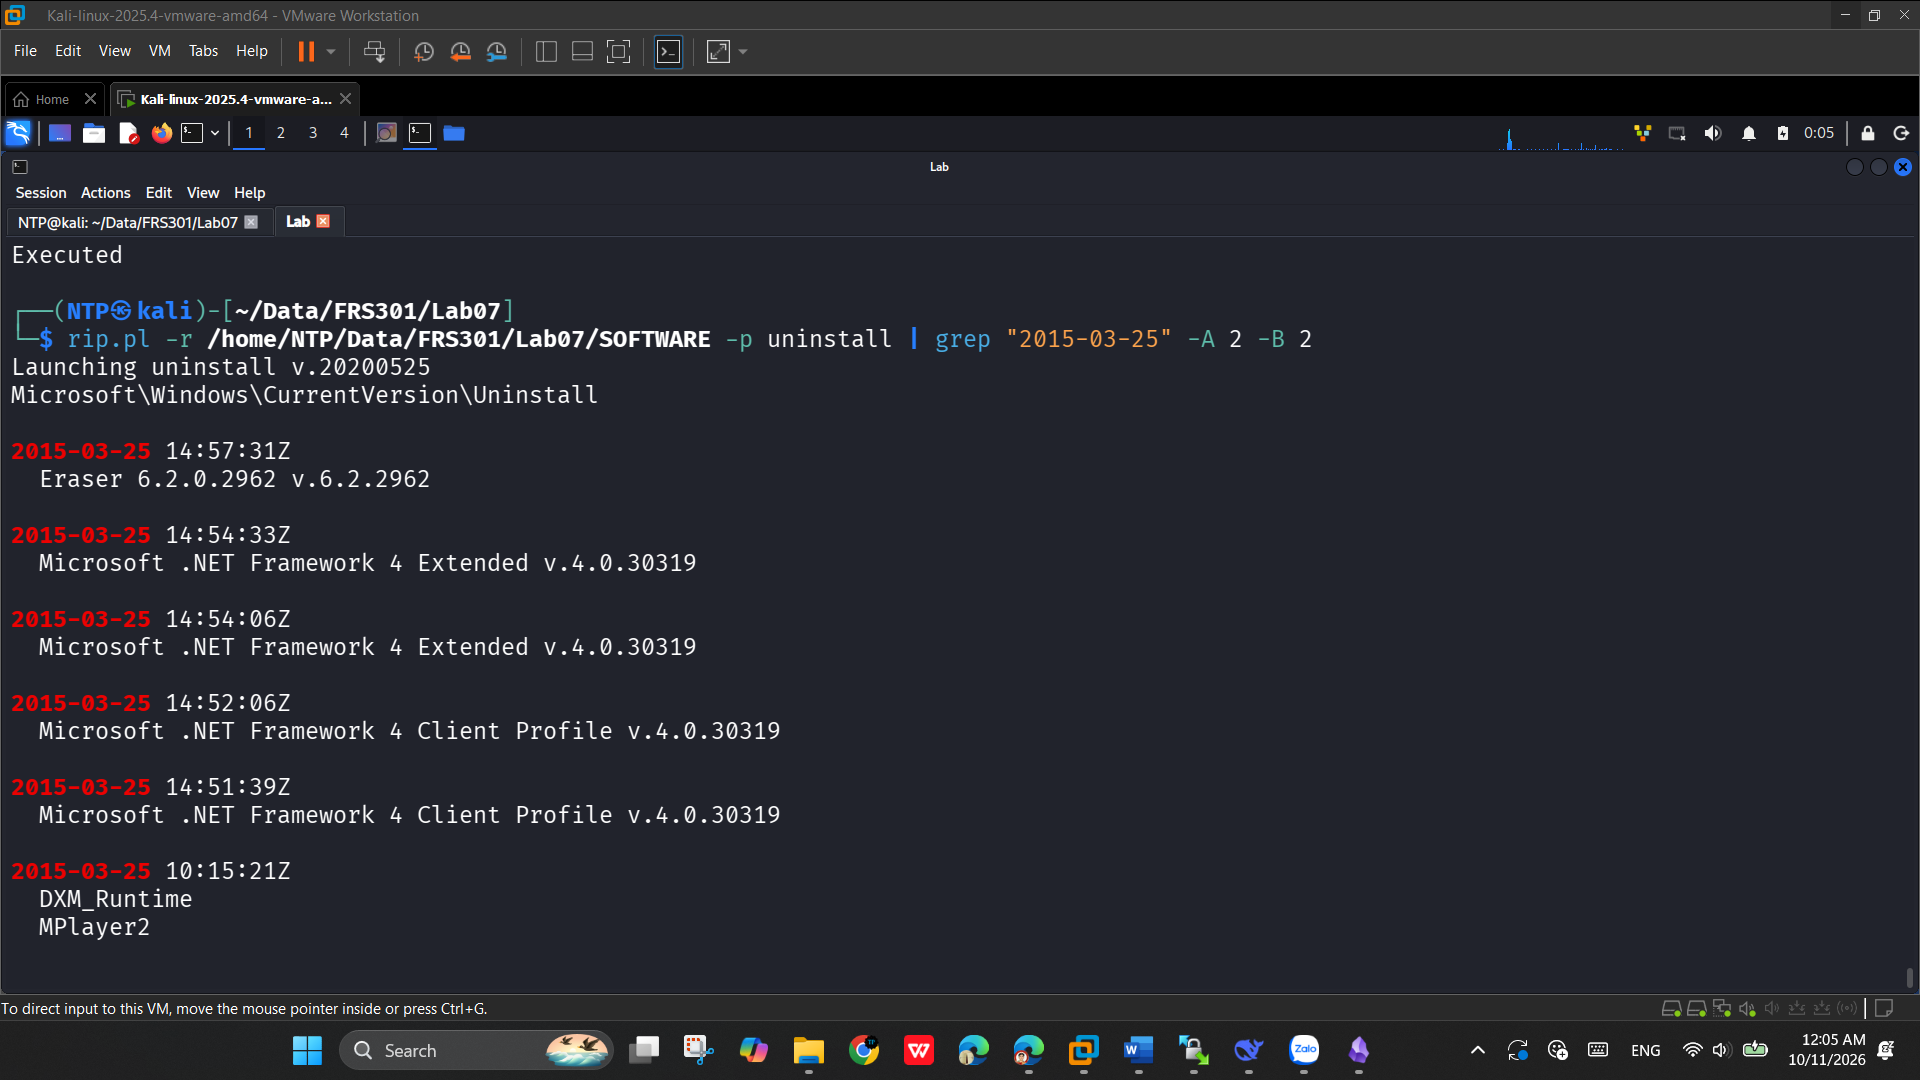 Kali-linux-2025.4-vmware-amd64 - VMware Workstation
File Edit View VM Tabs Help
Home Kali-linux-2025.4-vmware-a...
1 2 3 4 0:05
Lab
Session Actions Edit View Help
NTP@kali: ~/Data/FRS301/Lab07 Lab
Executed
┌──(NTP㉿kali)-[~/Data/FRS301/Lab07]
└─$ rip.pl -r /home/NTP/Data/FRS301/Lab07/SOFTWARE -p uninstall | grep "2015-03-25" -A 2 -B 2
Launching uninstall v.20200525
Microsoft\Windows\CurrentVersion\Uninstall
2015-03-25 14:57:31Z
Eraser 6.2.0.2962 v.6.2.2962
2015-03-25 14:54:33Z
Microsoft .NET Framework 4 Extended v.4.0.30319
2015-03-25 14:54:06Z
Microsoft .NET Framework 4 Extended v.4.0.30319
2015-03-25 14:52:06Z
Microsoft .NET Framework 4 Client Profile v.4.0.30319
2015-03-25 14:51:39Z
Microsoft .NET Framework 4 Client Profile v.4.0.30319
2015-03-25 10:15:21Z
DXM_Runtime
MPlayer2
To direct input to this VM, move the mouse pointer inside or press Ctrl+G.
Search Zalo ENG 12:05 AM
10/11/2026